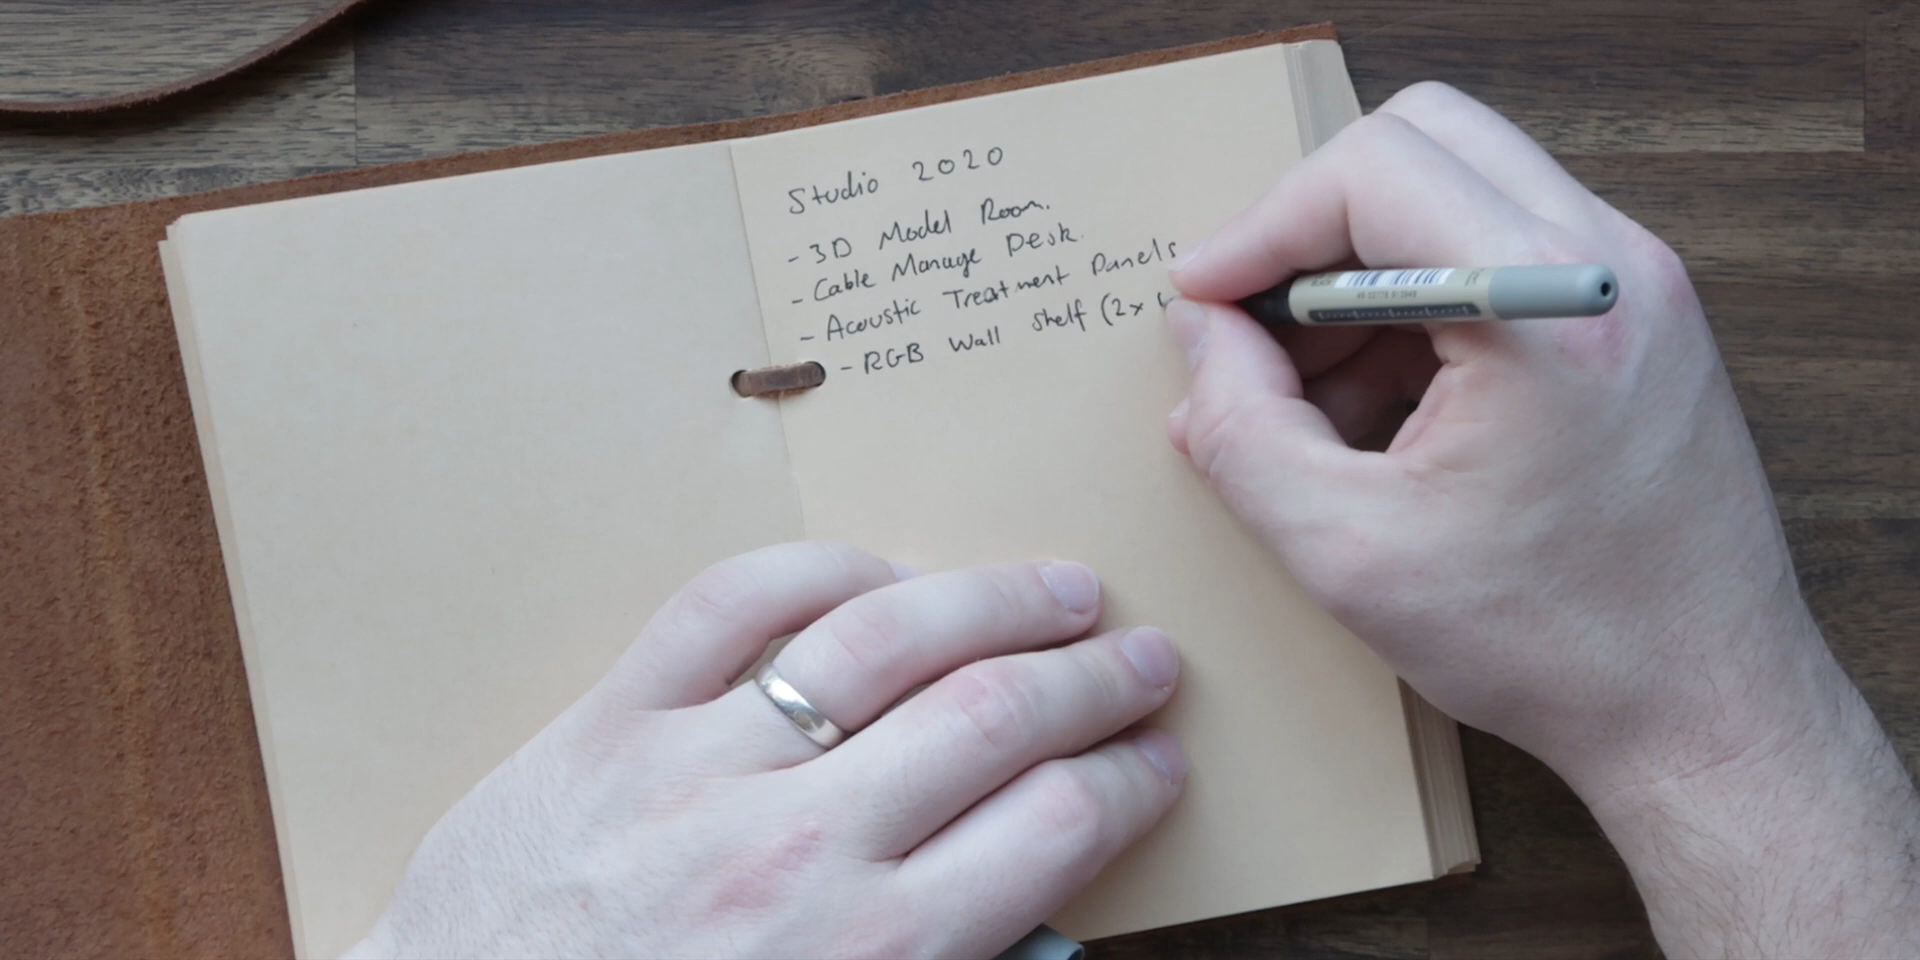 Studio 2020
- 3D Model Room.
- Cable Manage Desk.
- Acoustic Treatment Panels
- RGB Wall Shelf (2x